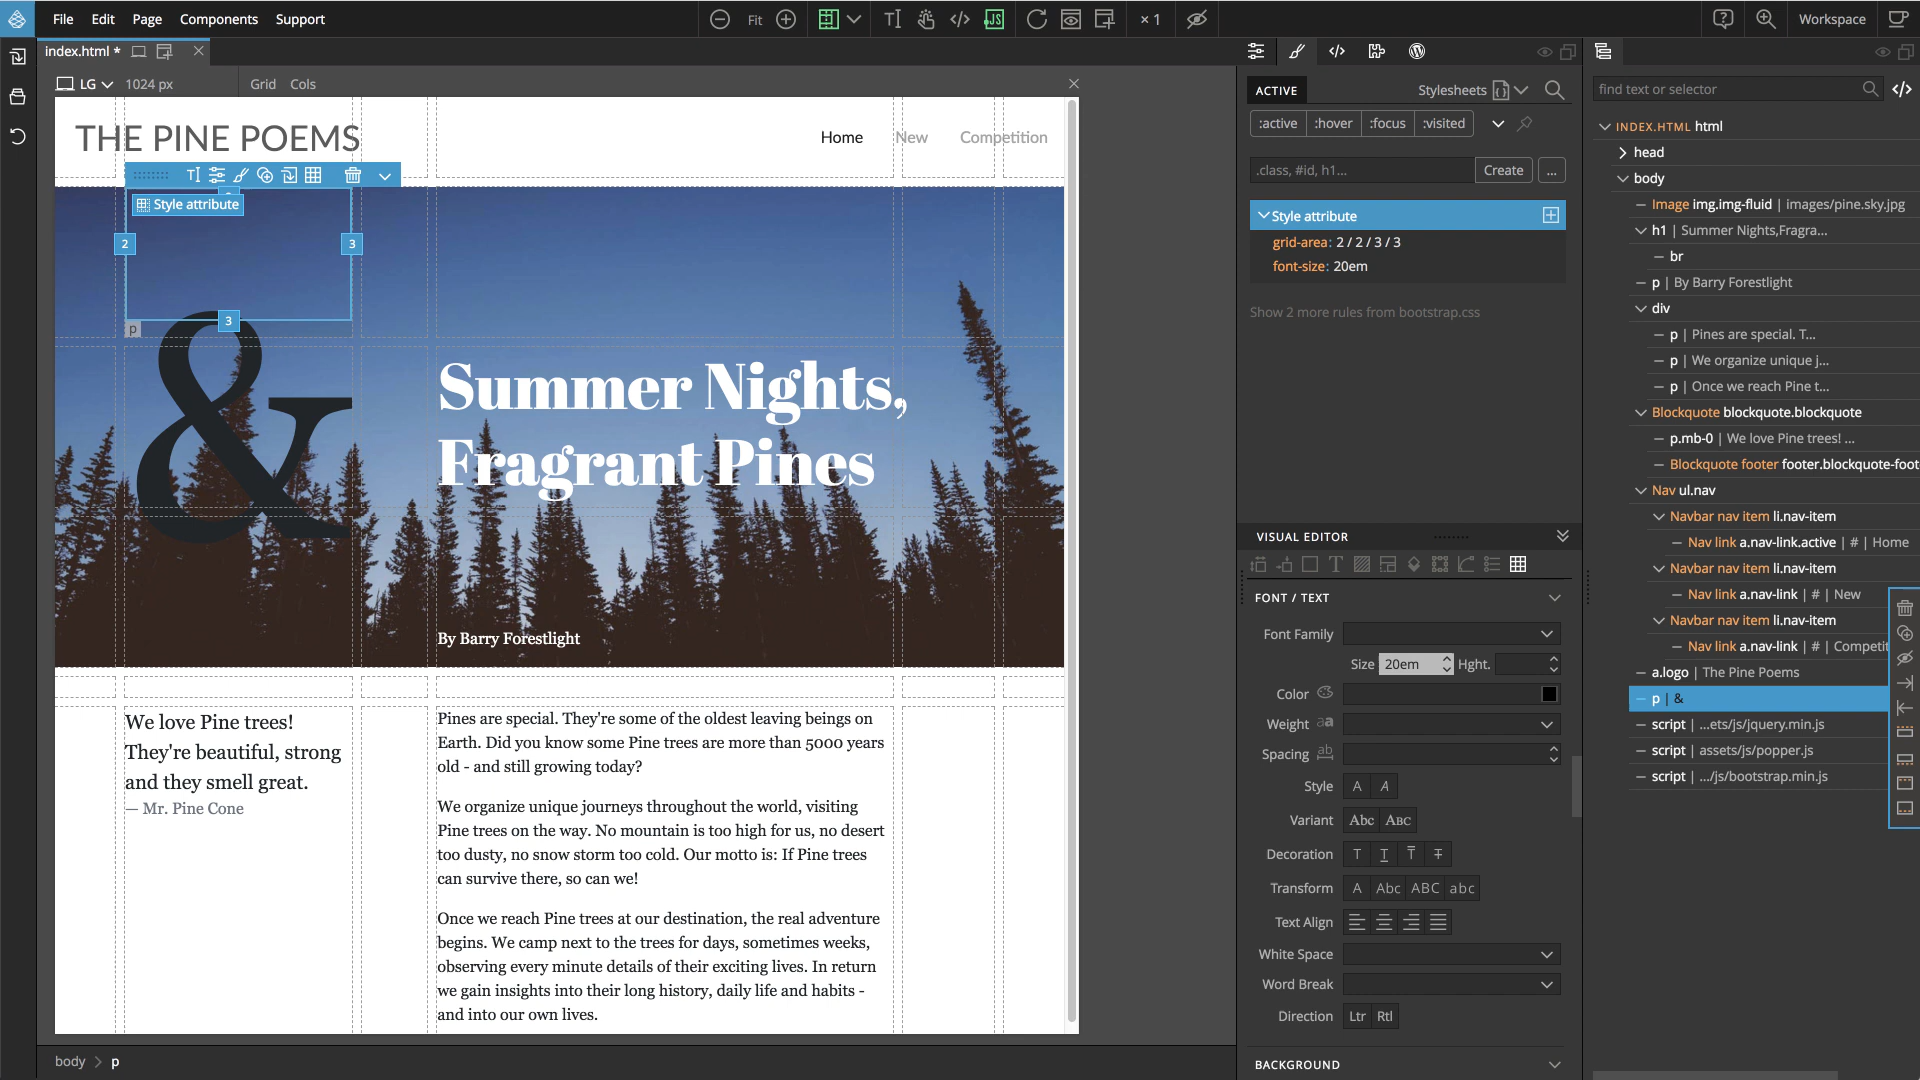 File Edit Page Components Support
Fit
JS
× 1
Workspace
index.html *
LG 1024 px Grid Cols
THE PINE POEMS
Home New Competition
Style attribute
2
3
3
p
&
Summer Nights,
Fragrant Pines
By Barry Forestlight
We love Pine trees!
They're beautiful, strong
and they smell great.
— Mr. Pine Cone
Pines are special. They're some of the oldest leaving beings on
Earth. Did you know some Pine trees are more than 5000 years
old - and still growing today?
We organize unique journeys throughout the world, visiting
Pine trees on the way. No mountain is too high for us, no desert
too dusty, no snow storm too cold. Our motto is: If Pine trees
can survive there, so can we!
Once we reach Pine trees at our destination, the real adventure
begins. We camp next to the trees for days, sometimes weeks,
observing every minute details of their exciting lives. In return
we gain insights into their long history, daily life and habits -
and into our own lives.
body > p
ACTIVE Stylesheets
:active :hover :focus :visited
.class, #id, h1... Create ...
Style attribute
grid-area: 2 / 2 / 3 / 3
font-size: 20em
Show 2 more rules from bootstrap.css
VISUAL EDITOR
FONT / TEXT
Font Family
Size 20em Hght.
Color
Weight aa
Spacing ab
Style A A
Variant Abc ABC
Decoration T T T T
Transform A Abc ABC abc
Text Align
White Space
Word Break
Direction Ltr Rtl
BACKGROUND
find text or selector
INDEX.HTML html
head
body
Image img.img-fluid | images/pine.sky.jpg
h1 | Summer Nights,Fragra...
br
p | By Barry Forestlight
div
p | Pines are special. T...
p | We organize unique j...
p | Once we reach Pine t...
Blockquote blockquote.blockquote
p.mb-0 | We love Pine trees! ...
Blockquote footer footer.blockquote-foot
Nav ul.nav
Navbar nav item li.nav-item
Nav link a.nav-link.active | # | Home
Navbar nav item li.nav-item
Nav link a.nav-link | # | New
Navbar nav item li.nav-item
Nav link a.nav-link | # | Competit
a.logo | The Pine Poems
p | &
script | ...ets/js/jquery.min.js
script | assets/js/popper.js
script | .../js/bootstrap.min.js